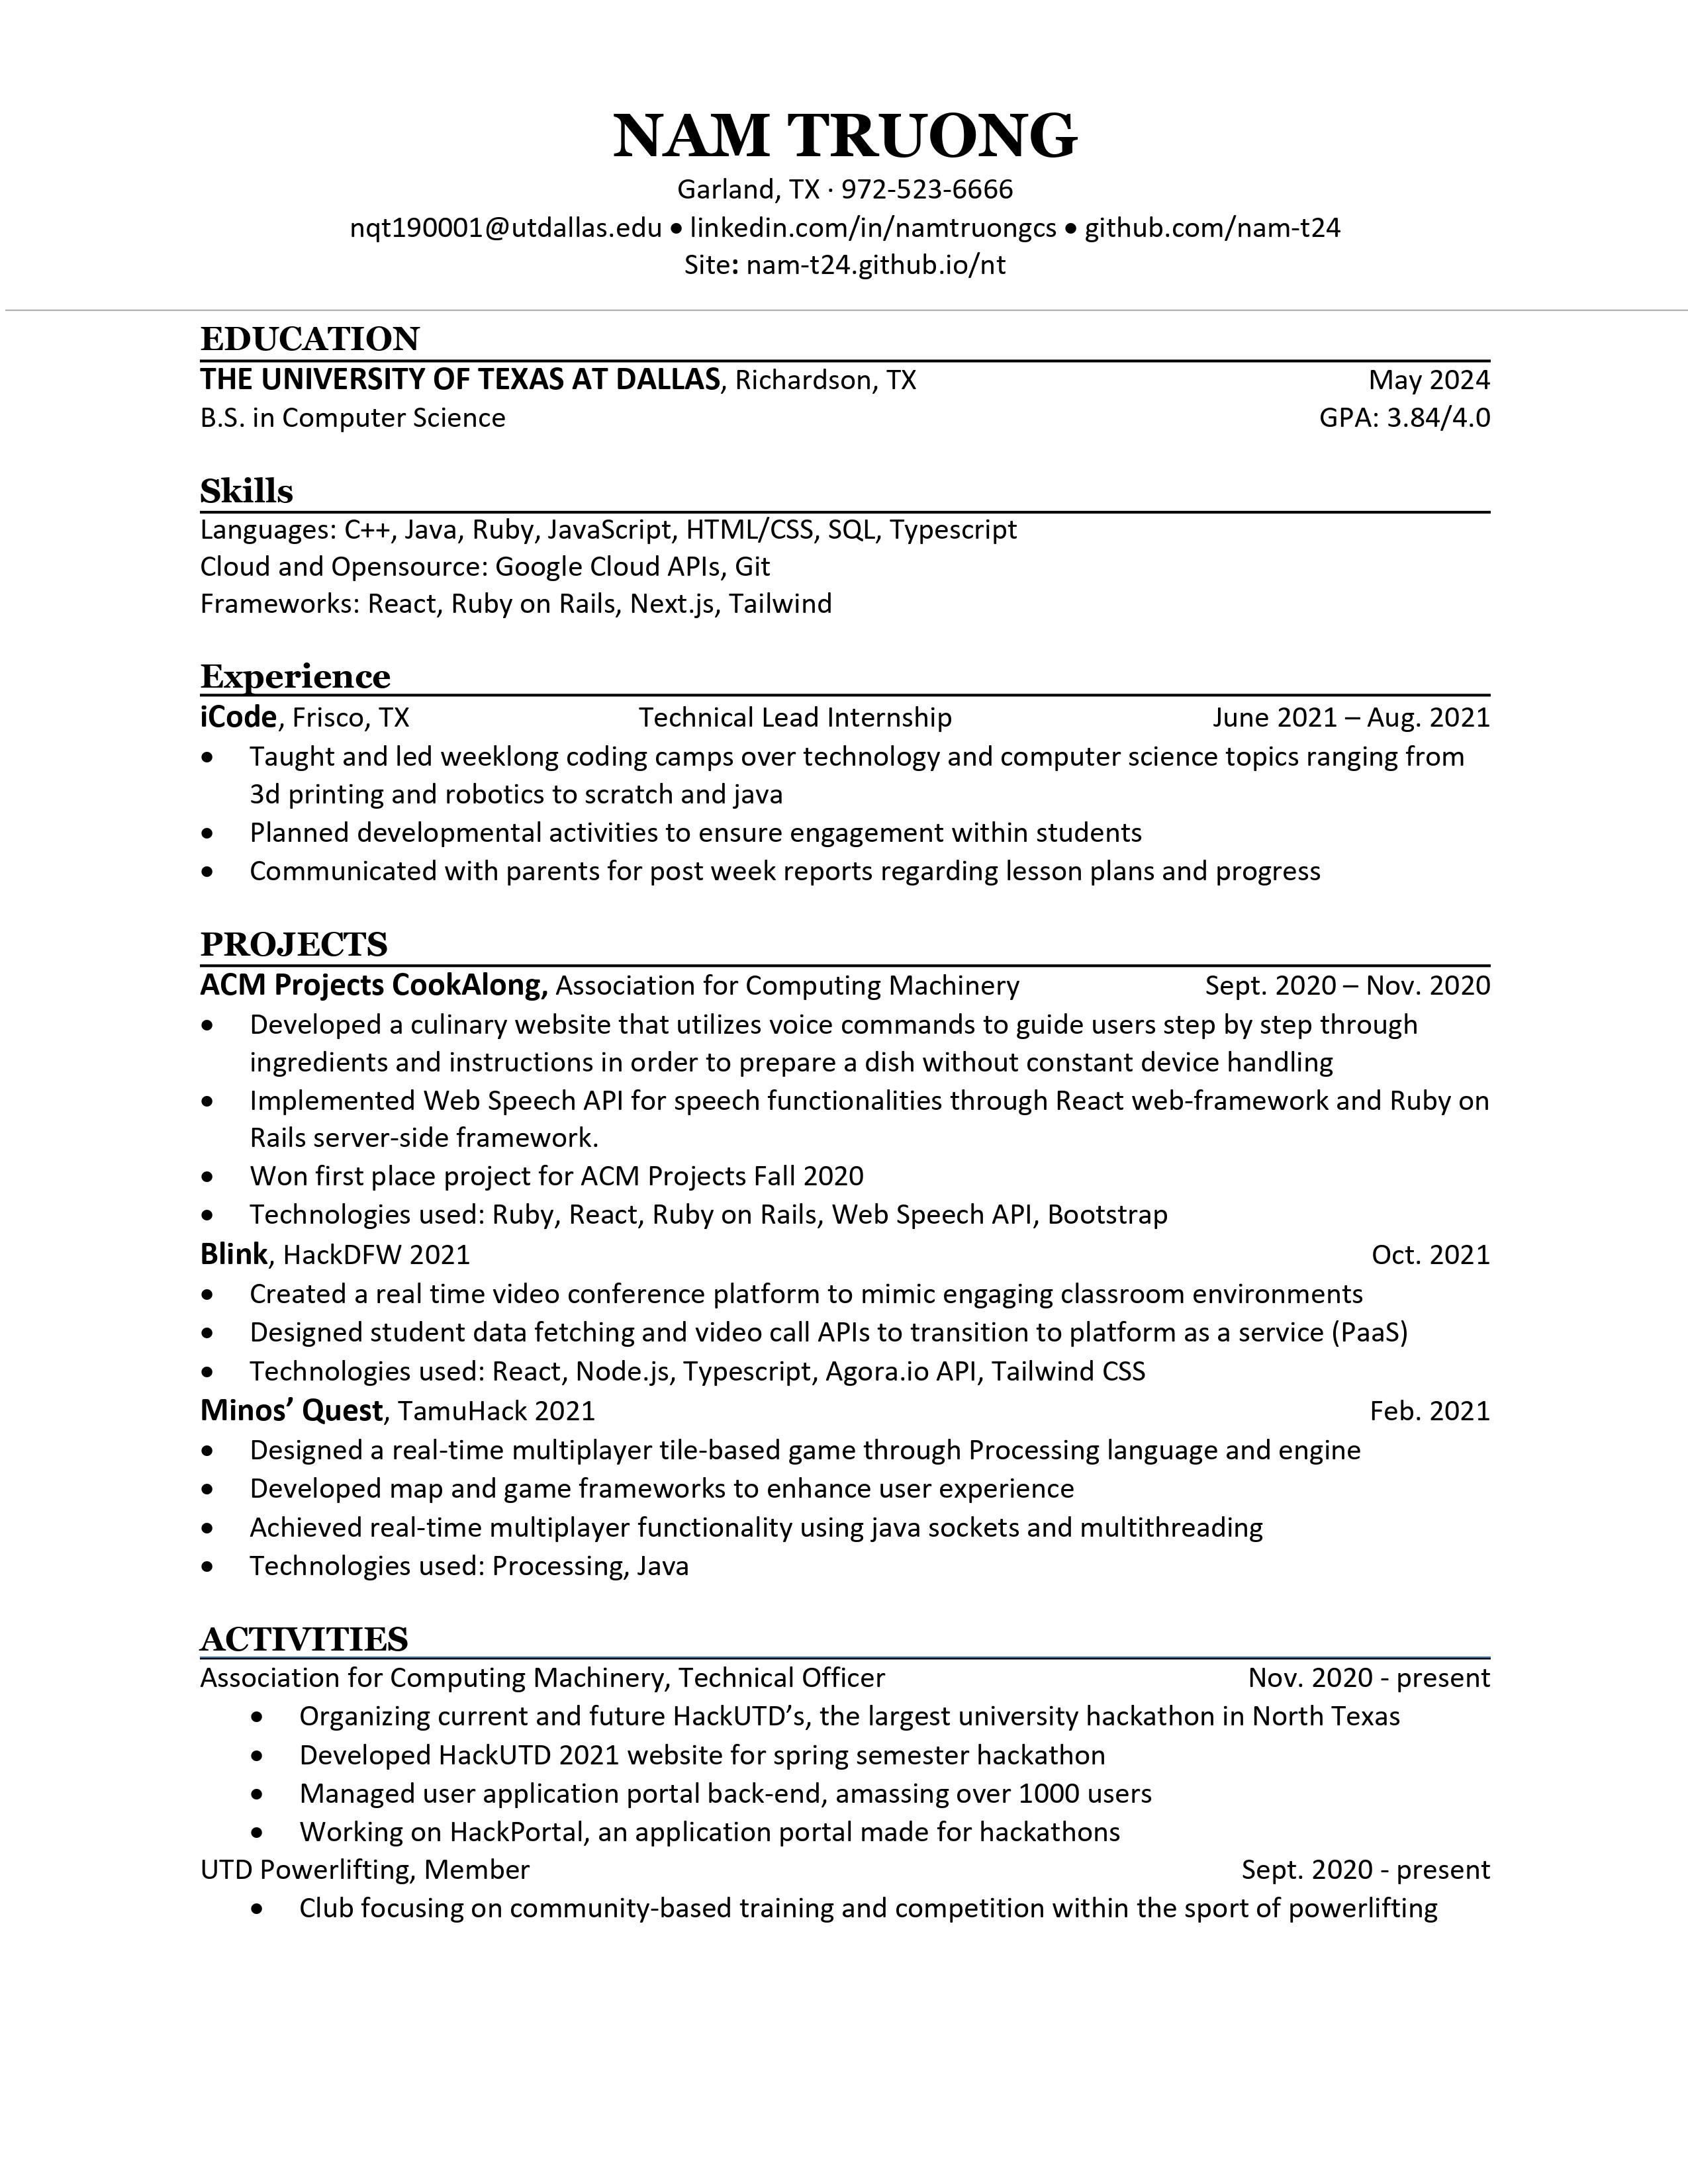 NAM TRUONG
Garland, TX · 972-523-6666
nqt190001@utdallas.edu • linkedin.com/in/namtruongcs • github.com/nam-t24
Site: nam-t24.github.io/nt
EDUCATION
THE UNIVERSITY OF TEXAS AT DALLAS, Richardson, TX May 2024
B.S. in Computer Science GPA: 3.84/4.0
Skills
Languages: C++, Java, Ruby, JavaScript, HTML/CSS, SQL, Typescript
Cloud and Opensource: Google Cloud APIs, Git
Frameworks: React, Ruby on Rails, Next.js, Tailwind
Experience
iCode, Frisco, TX Technical Lead Internship June 2021 – Aug. 2021
• Taught and led weeklong coding camps over technology and computer science topics ranging from
3d printing and robotics to scratch and java
• Planned developmental activities to ensure engagement within students
• Communicated with parents for post week reports regarding lesson plans and progress
PROJECTS
ACM Projects CookAlong, Association for Computing Machinery Sept. 2020 – Nov. 2020
• Developed a culinary website that utilizes voice commands to guide users step by step through
ingredients and instructions in order to prepare a dish without constant device handling
• Implemented Web Speech API for speech functionalities through React web-framework and Ruby on
Rails server-side framework.
• Won first place project for ACM Projects Fall 2020
• Technologies used: Ruby, React, Ruby on Rails, Web Speech API, Bootstrap
Blink, HackDFW 2021 Oct. 2021
• Created a real time video conference platform to mimic engaging classroom environments
• Designed student data fetching and video call APIs to transition to platform as a service (PaaS)
• Technologies used: React, Node.js, Typescript, Agora.io API, Tailwind CSS
Minos’ Quest, TamuHack 2021 Feb. 2021
• Designed a real-time multiplayer tile-based game through Processing language and engine
• Developed map and game frameworks to enhance user experience
• Achieved real-time multiplayer functionality using java sockets and multithreading
• Technologies used: Processing, Java
ACTIVITIES
Association for Computing Machinery, Technical Officer Nov. 2020 - present
• Organizing current and future HackUTD’s, the largest university hackathon in North Texas
• Developed HackUTD 2021 website for spring semester hackathon
• Managed user application portal back-end, amassing over 1000 users
• Working on HackPortal, an application portal made for hackathons
UTD Powerlifting, Member Sept. 2020 - present
• Club focusing on community-based training and competition within the sport of powerlifting